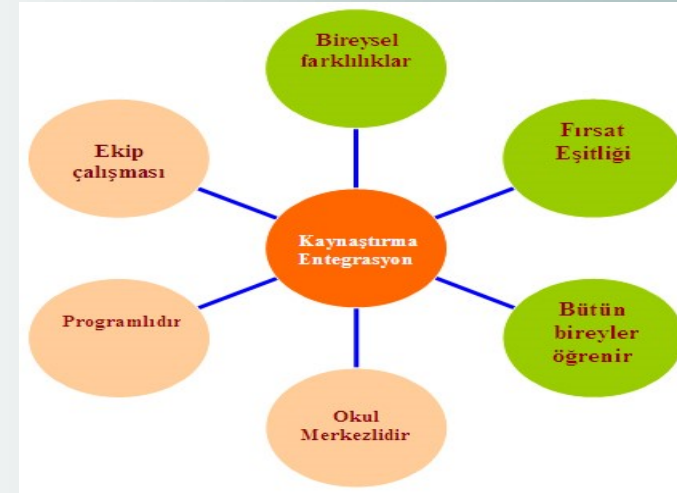 Bireysel
farklılıklar
Ekip
çalışması
Fırsat
Eşitliği
Kaynaştırma
Entegrasyon
Programlıdır
Bütün
bireyler
öğrenir
Okul
Merkezlidir